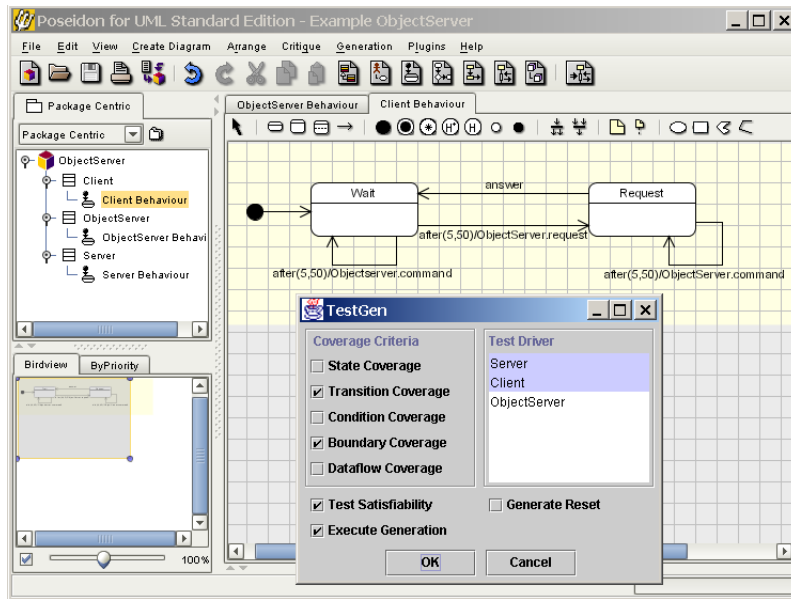 Poseidon for UML Standard Edition - Example ObjectServer
File Edit View Create Diagram Arrange Critique Generation Plugins Help
Package Centric
Package Centric
ObjectServer
Client
Client Behaviour
ObjectServer
ObjectServer Behavi
Server
Server Behaviour
Birdview ByPriority
100%
ObjectServer Behaviour Client Behaviour
H* H
Wait
answer
Request
after(5,50)/ObjectServer.request
after(5,50)/Objectserver.command
after(5,50)/ObjectServer.command
TestGen
Coverage Criteria
State Coverage
Transition Coverage
Condition Coverage
Boundary Coverage
Dataflow Coverage
Test Driver
Server
Client
ObjectServer
Test Satisfiability
Generate Reset
Execute Generation
OK
Cancel